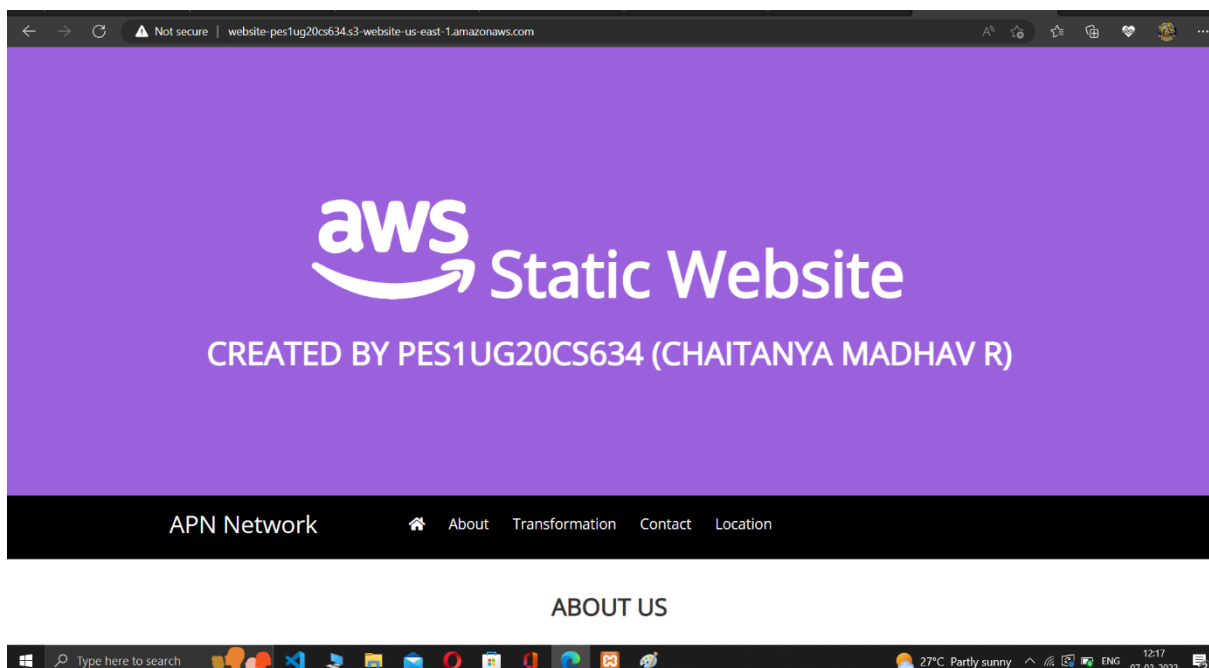 Not secure | website-pes1ug20cs634.s3-website-us-east-1.amazonaws.com
aws Static Website
CREATED BY PES1UG20CS634 (CHAITANYA MADHAV R)
APN Network About Transformation Contact Location
ABOUT US
Type here to search 27°C Partly sunny ENG 12:17